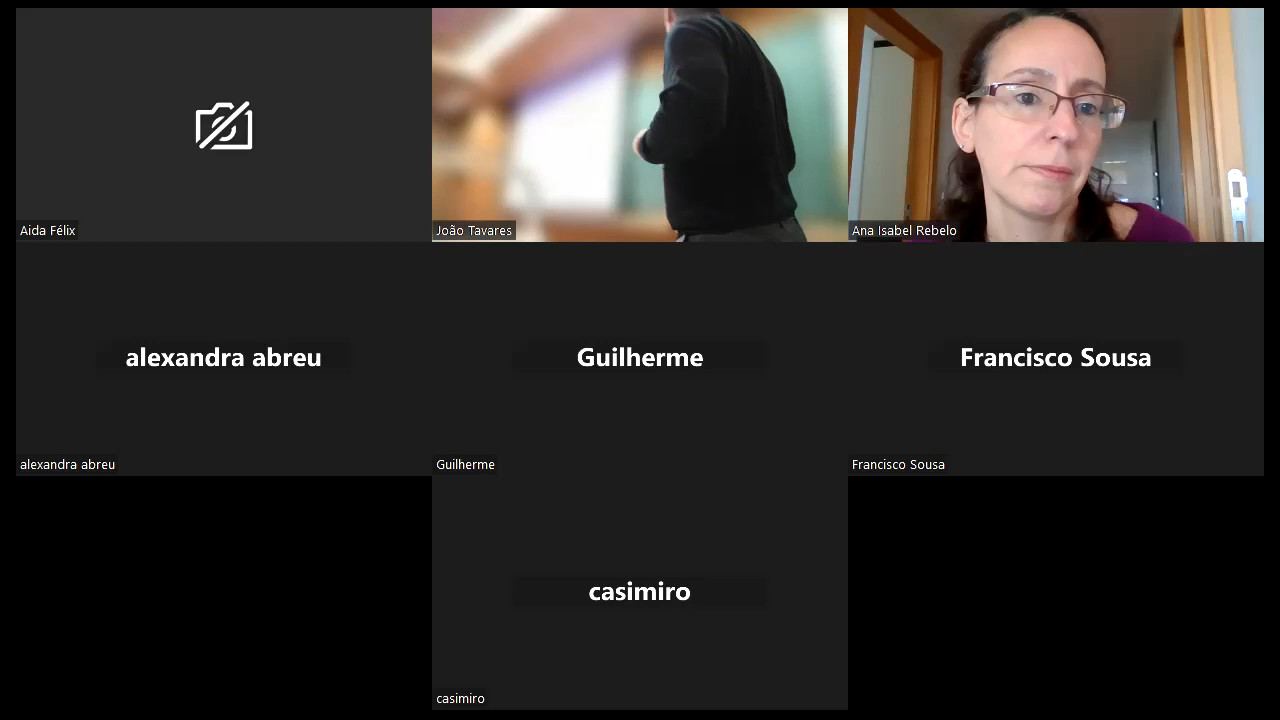 Aida Félix
João Tavares
Ana Isabel Rebelo
alexandra abreu
Guilherme
Francisco Sousa
alexandra abreu
Guilherme
Francisco Sousa
casimiro
casimiro